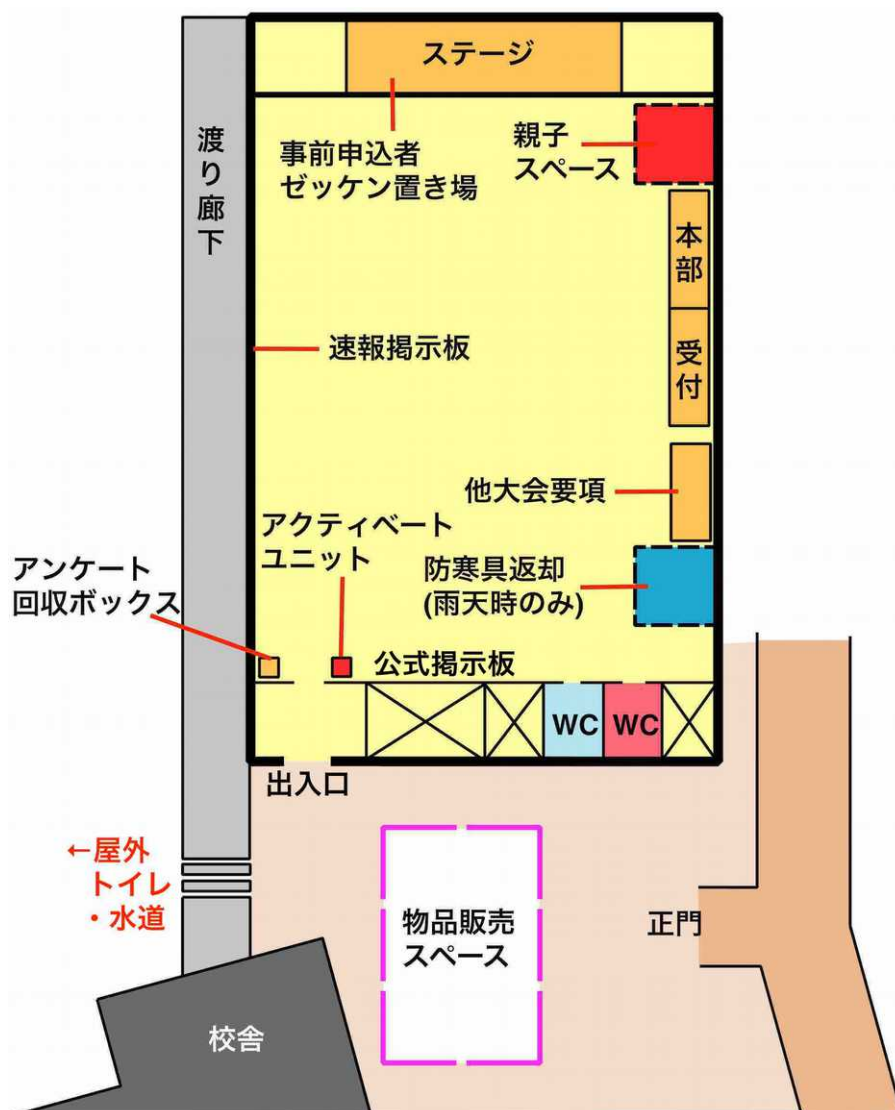 ステージ
事前申込者
ゼッケン置き場
親子
スペース
渡り廊下
本部
速報掲示板
受付
他大会要項
アクティベート
ユニット
アンケート
回収ボックス
防寒具返却
(雨天時のみ)
公式掲示板
WC
WC
出入口
←屋外
トイレ
・水道
物品販売
スペース
正門
校舎